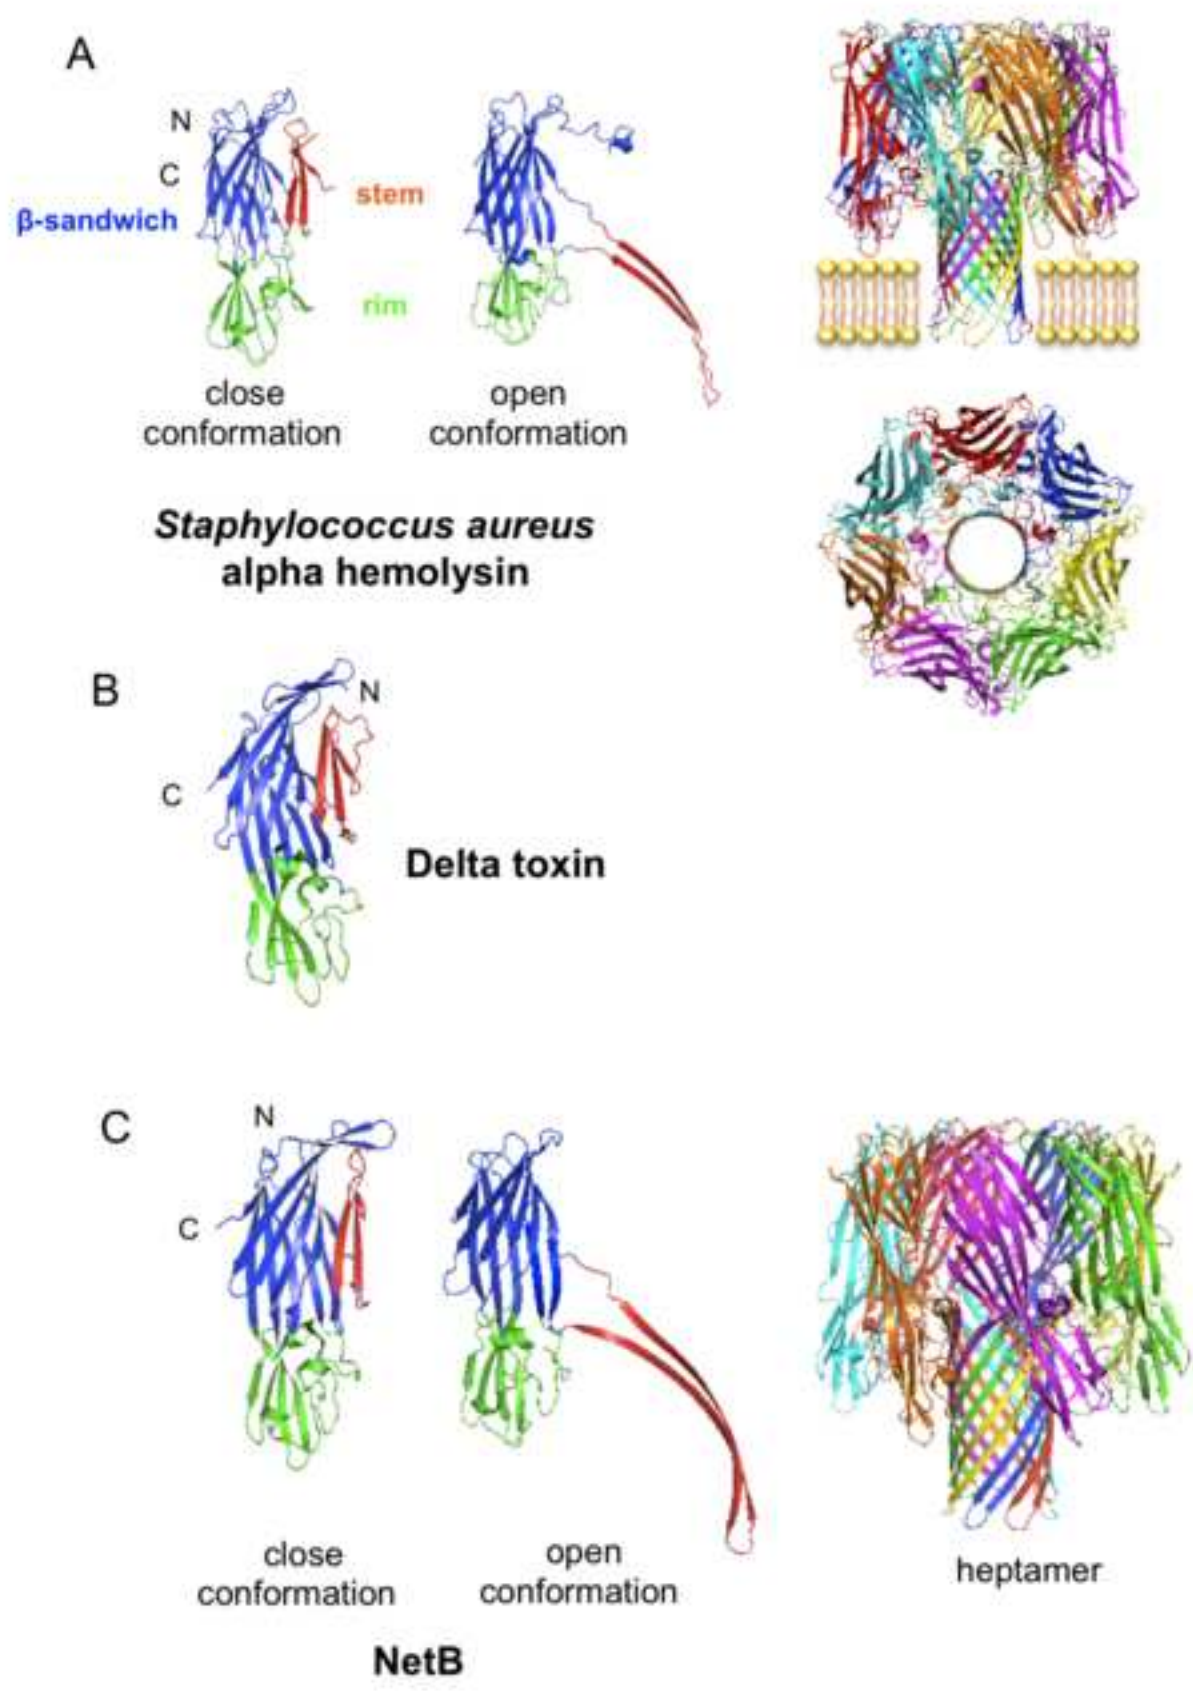 A
N
C
β-sandwich
stem
rim
close
conformation
open
conformation
Staphylococcus aureus
alpha hemolysin
B
N
C
Delta toxin
C
N
C
close
conformation
open
conformation
heptamer
NetB